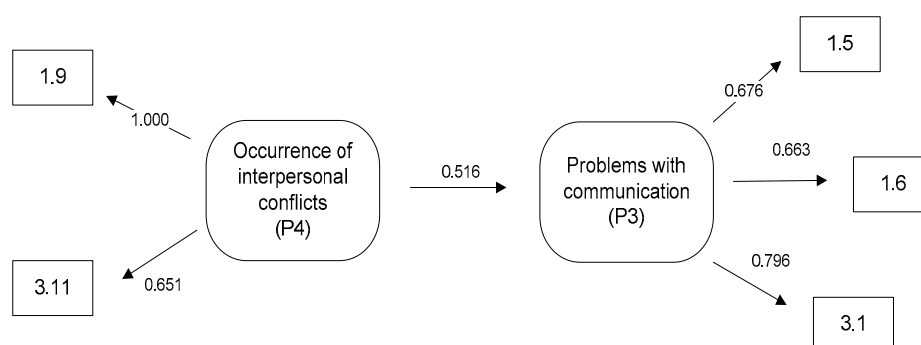 1.9
1.000
3.11
0.651
Occurrence of
interpersonal
conflicts
(P4)
0.516
Problems with
communication
(P3)
0.676
1.5
0.663
1.6
0.796
3.1